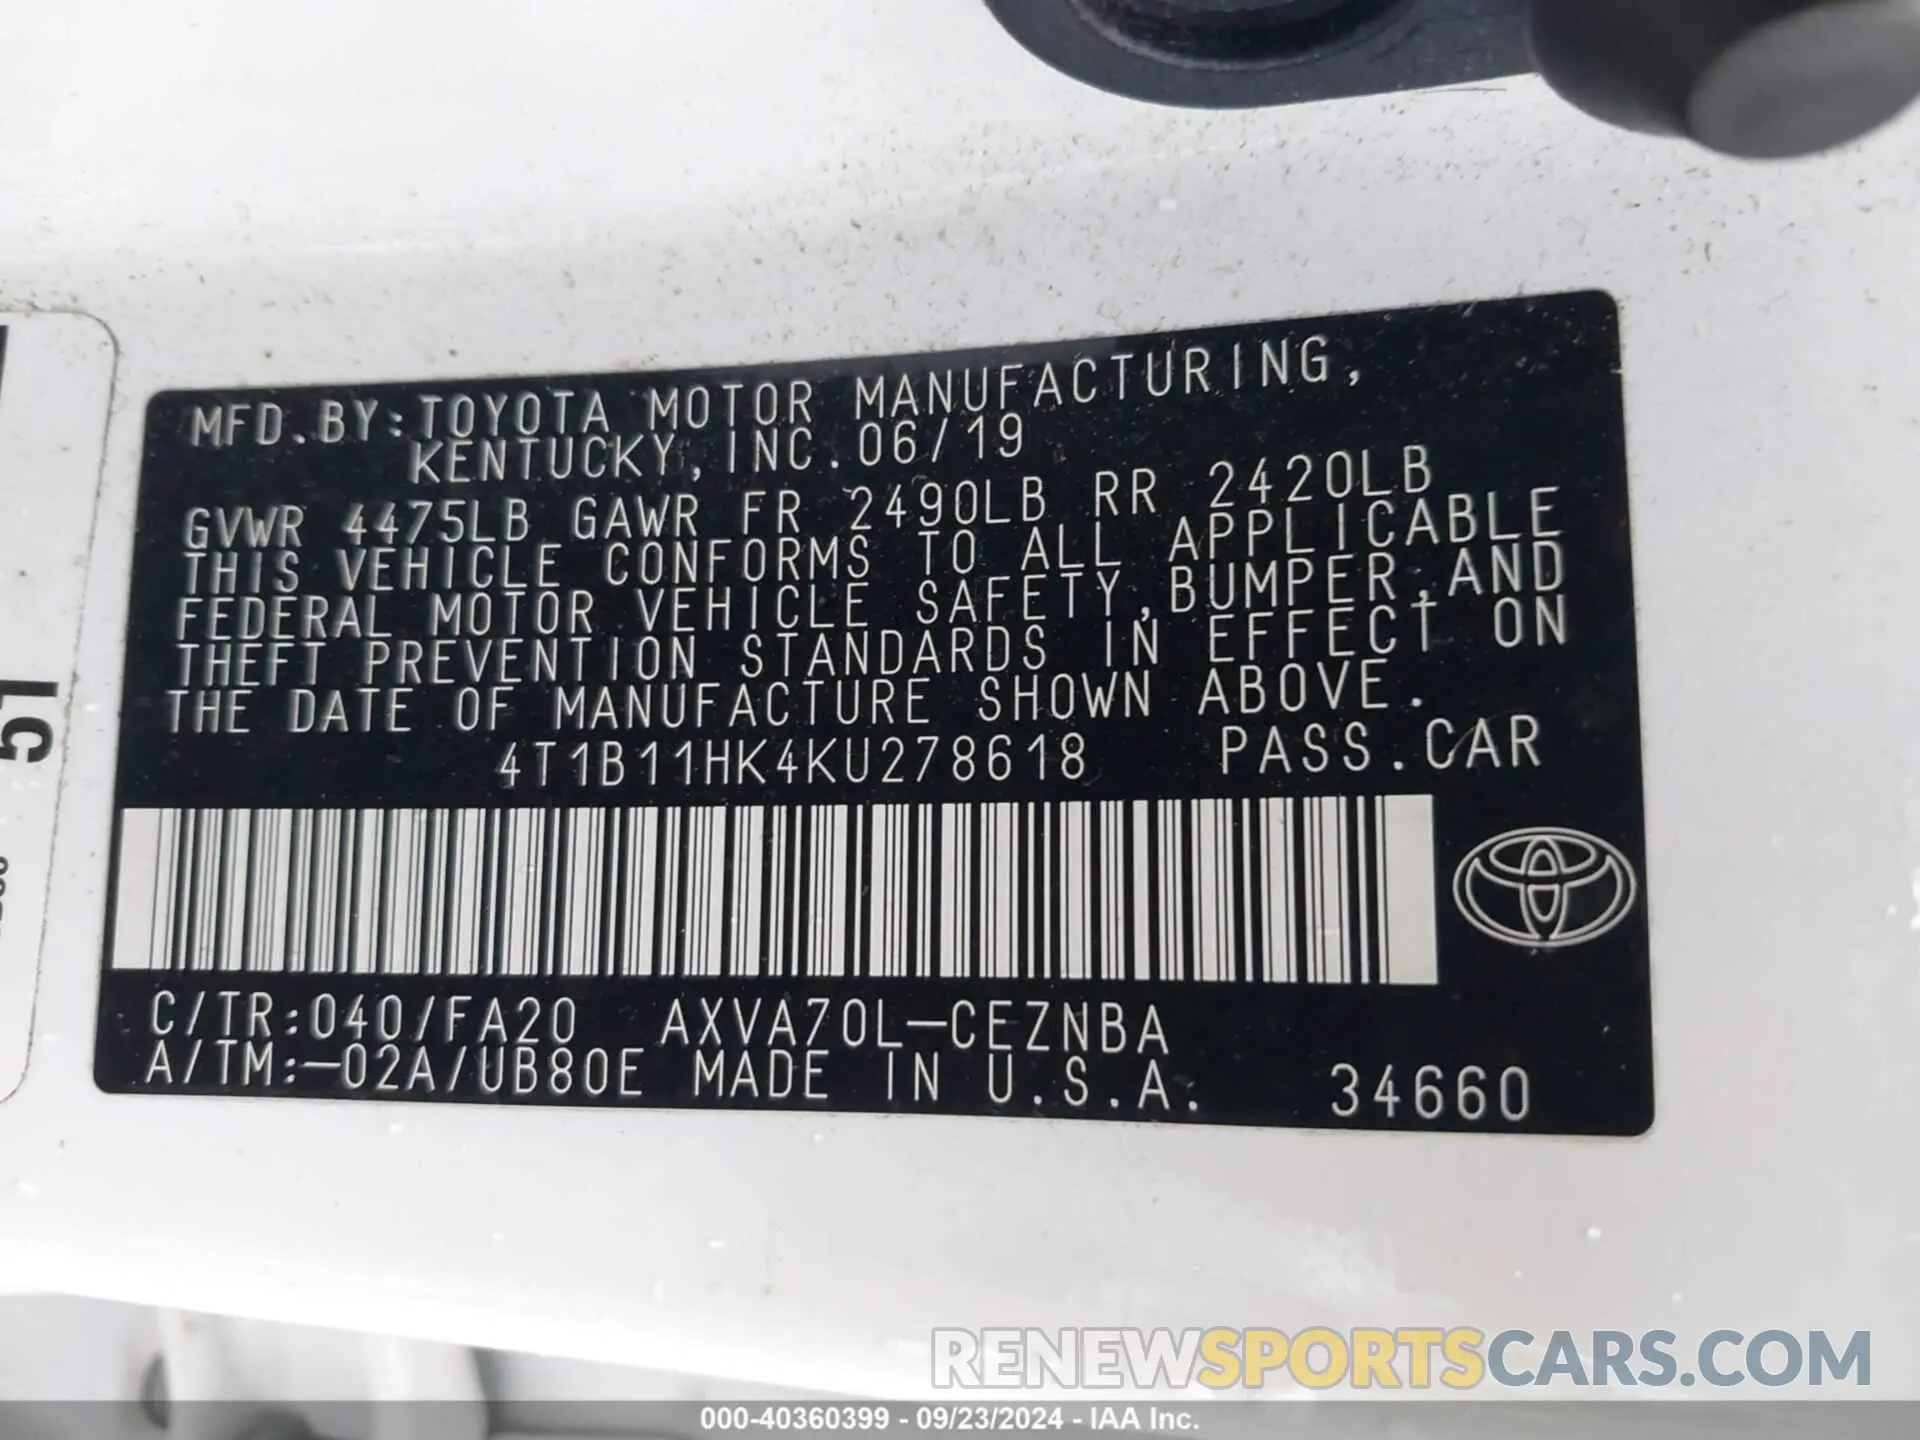 MFD.BY:TOYOTA MOTOR MANUFACTURING,
KENTUCKY, INC.06/19
GVWR 4475LB GAWR FR 2490LB RR 2420LB
THIS VEHICLE CONFORMS TO ALL APPLICABLE
FEDERAL MOTOR VEHICLE SAFETY,BUMPER,AND
THEFT PREVENTION STANDARDS IN EFFECT ON
THE DATE OF MANUFACTURE SHOWN ABOVE.
4T1B11HK4KU278618 PASS.CAR
C/TR:040/FA20 AXVA70L-CEZNBA
A/TM:-02A/UB80E MADE IN U.S.A. 34660
51
RENEWSPORTSCARS.COM
000-40360399 - 09/23/2024 - IAA Inc.